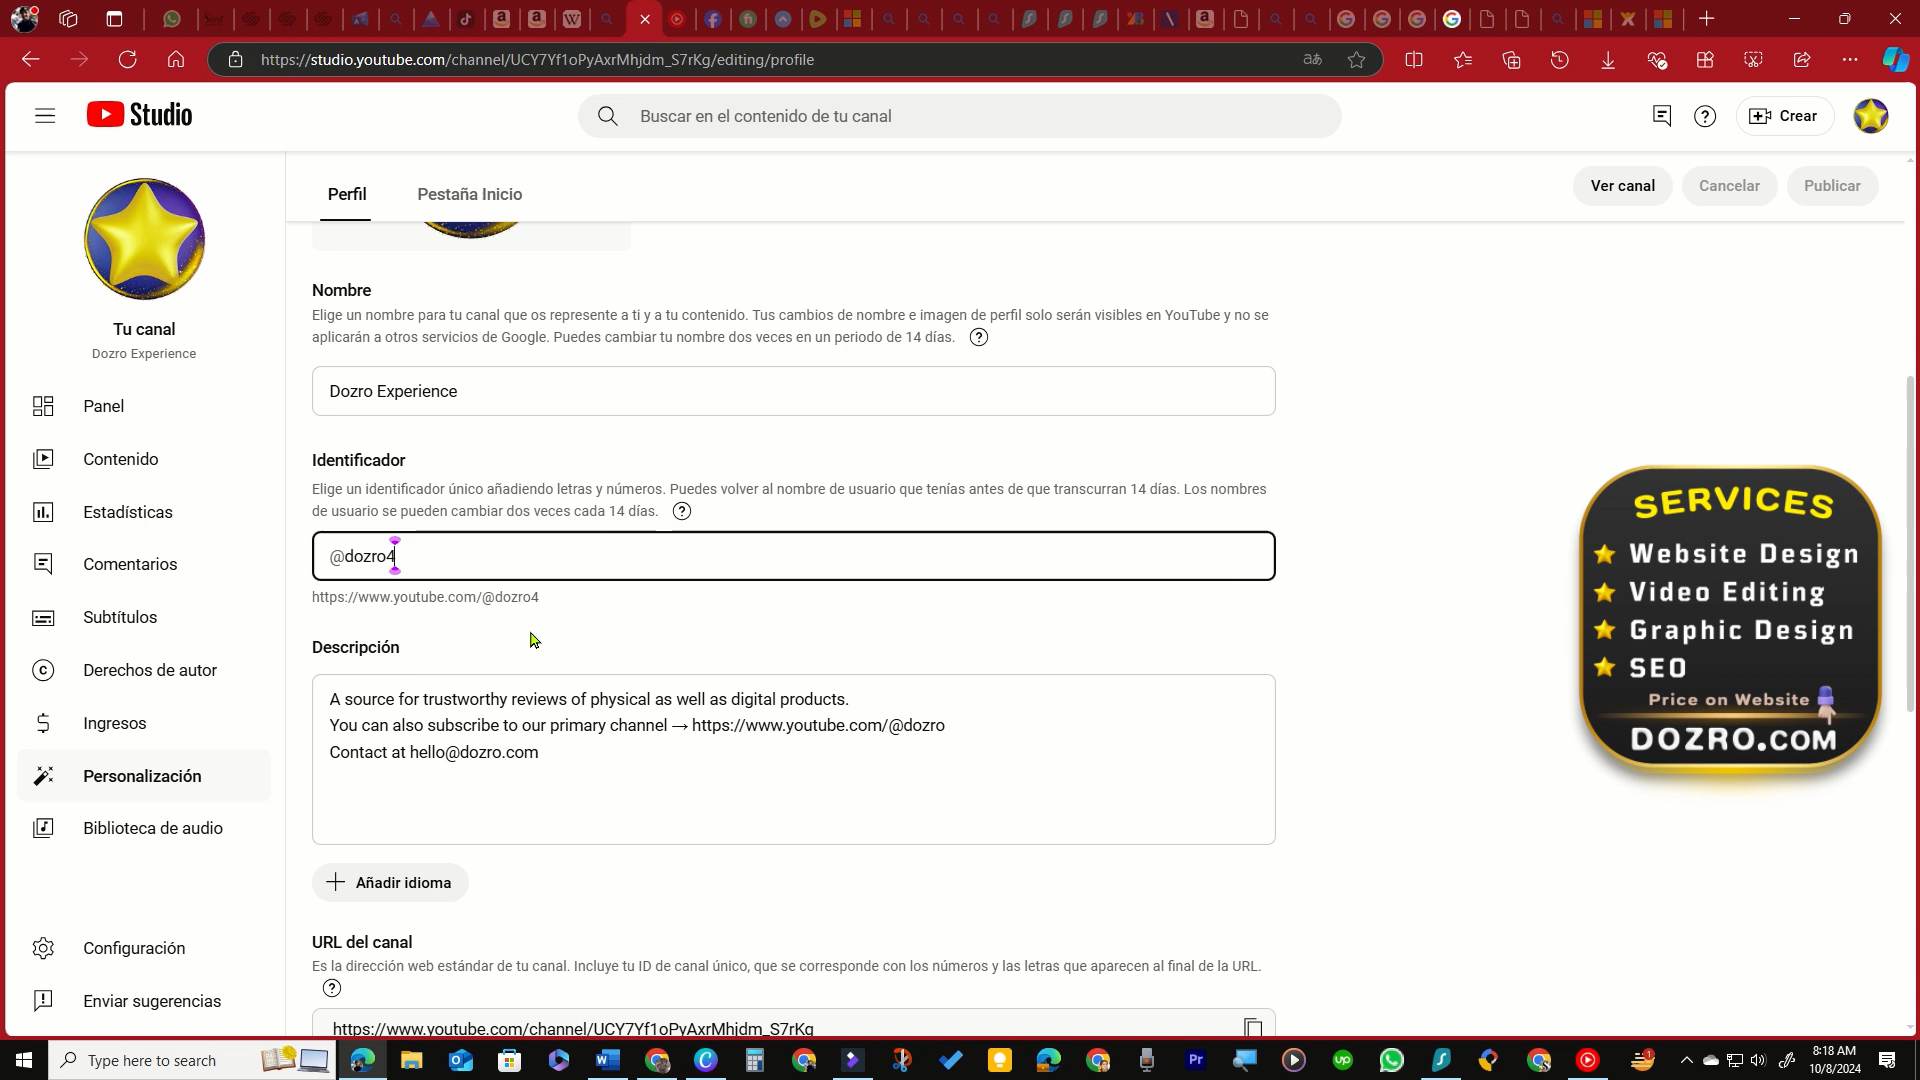 https://studio.youtube.com/channel/UCY7Yf1oPyAxrMhjdm_S7rKg/editing/profile
Studio
Buscar en el contenido de tu canal
Crear
Perfil
Pestaña Inicio
Ver canal
Cancelar
Publicar
Tu canal
Dozro Experience
Panel
Contenido
Estadísticas
Comentarios
Subtítulos
Derechos de autor
Ingresos
Personalización
Biblioteca de audio
Configuración
Enviar sugerencias
Nombre
Elige un nombre para tu canal que os represente a ti y a tu contenido. Tus cambios de nombre e imagen de perfil solo serán visibles en YouTube y no se
aplicarán a otros servicios de Google. Puedes cambiar tu nombre dos veces en un periodo de 14 días.
Dozro Experience
Identificador
Elige un identificador único añadiendo letras y números. Puedes volver al nombre de usuario que tenías antes de que transcurran 14 días. Los nombres
de usuario se pueden cambiar dos veces cada 14 días.
@dozro4
https://www.youtube.com/@dozro4
Descripción
A source for trustworthy reviews of physical as well as digital products.
You can also subscribe to our primary channel → https://www.youtube.com/@dozro
Contact at hello@dozro.com
Añadir idioma
URL del canal
Es la dirección web estándar de tu canal. Incluye tu ID de canal único, que se corresponde con los números y las letras que aparecen al final de la URL.
https://www.youtube.com/channel/UCY7Yf1oPyAxrMhjdm_S7rKg
SERVICES
Website Design
Video Editing
Graphic Design
SEO
Price on Website
DOZRO.COM
Type here to search
8:18 AM
10/8/2024